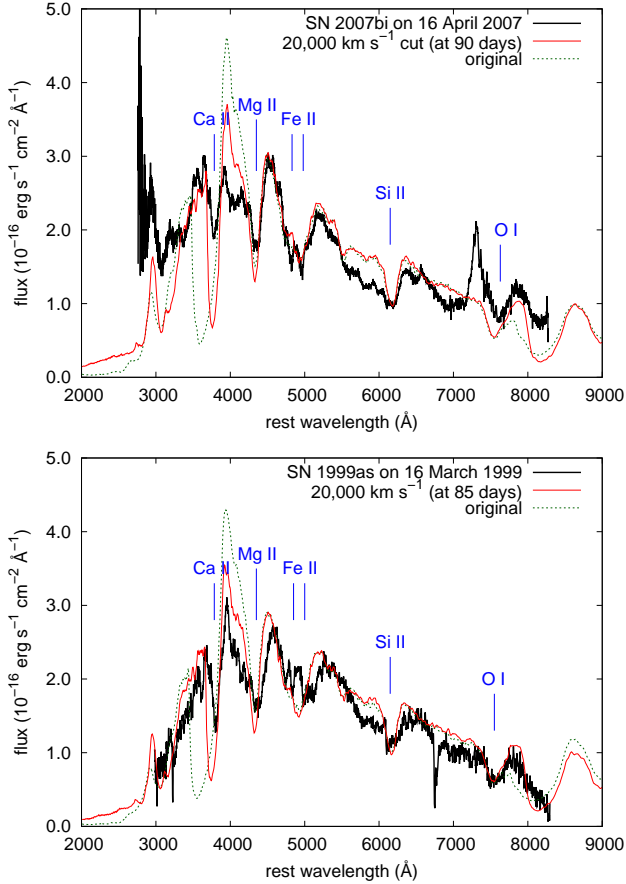 SN 2007bi on 16 April 2007
20,000 km s⁻¹ cut (at 90 days)
original
5.0
4.0
3.0
2.0
1.0
0.0
flux (10⁻¹⁶ erg s⁻¹ cm⁻² Å⁻¹)
Ca II
Mg II
Fe II
Si II
O I
2000 3000 4000 5000 6000 7000 8000 9000
rest wavelength (Å)
SN 1999as on 16 March 1999
20,000 km s⁻¹ (at 85 days)
original
5.0
4.0
3.0
2.0
1.0
0.0
flux (10⁻¹⁶ erg s⁻¹ cm⁻² Å⁻¹)
Ca II
Mg II
Fe II
Si II
O I
2000 3000 4000 5000 6000 7000 8000 9000
rest wavelength (Å)